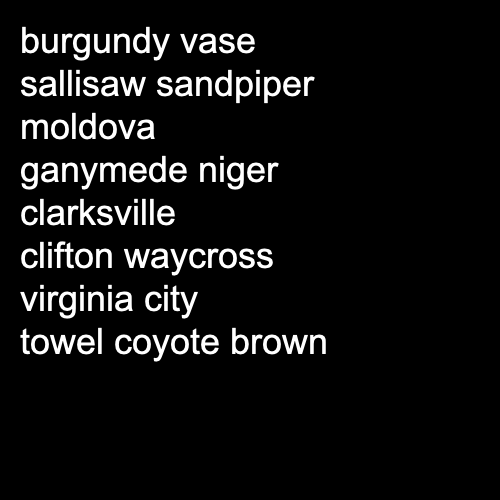 burgundy vase
sallisaw sandpiper
moldova
ganymede niger
clarksville
clifton waycross
virginia city
towel coyote brown